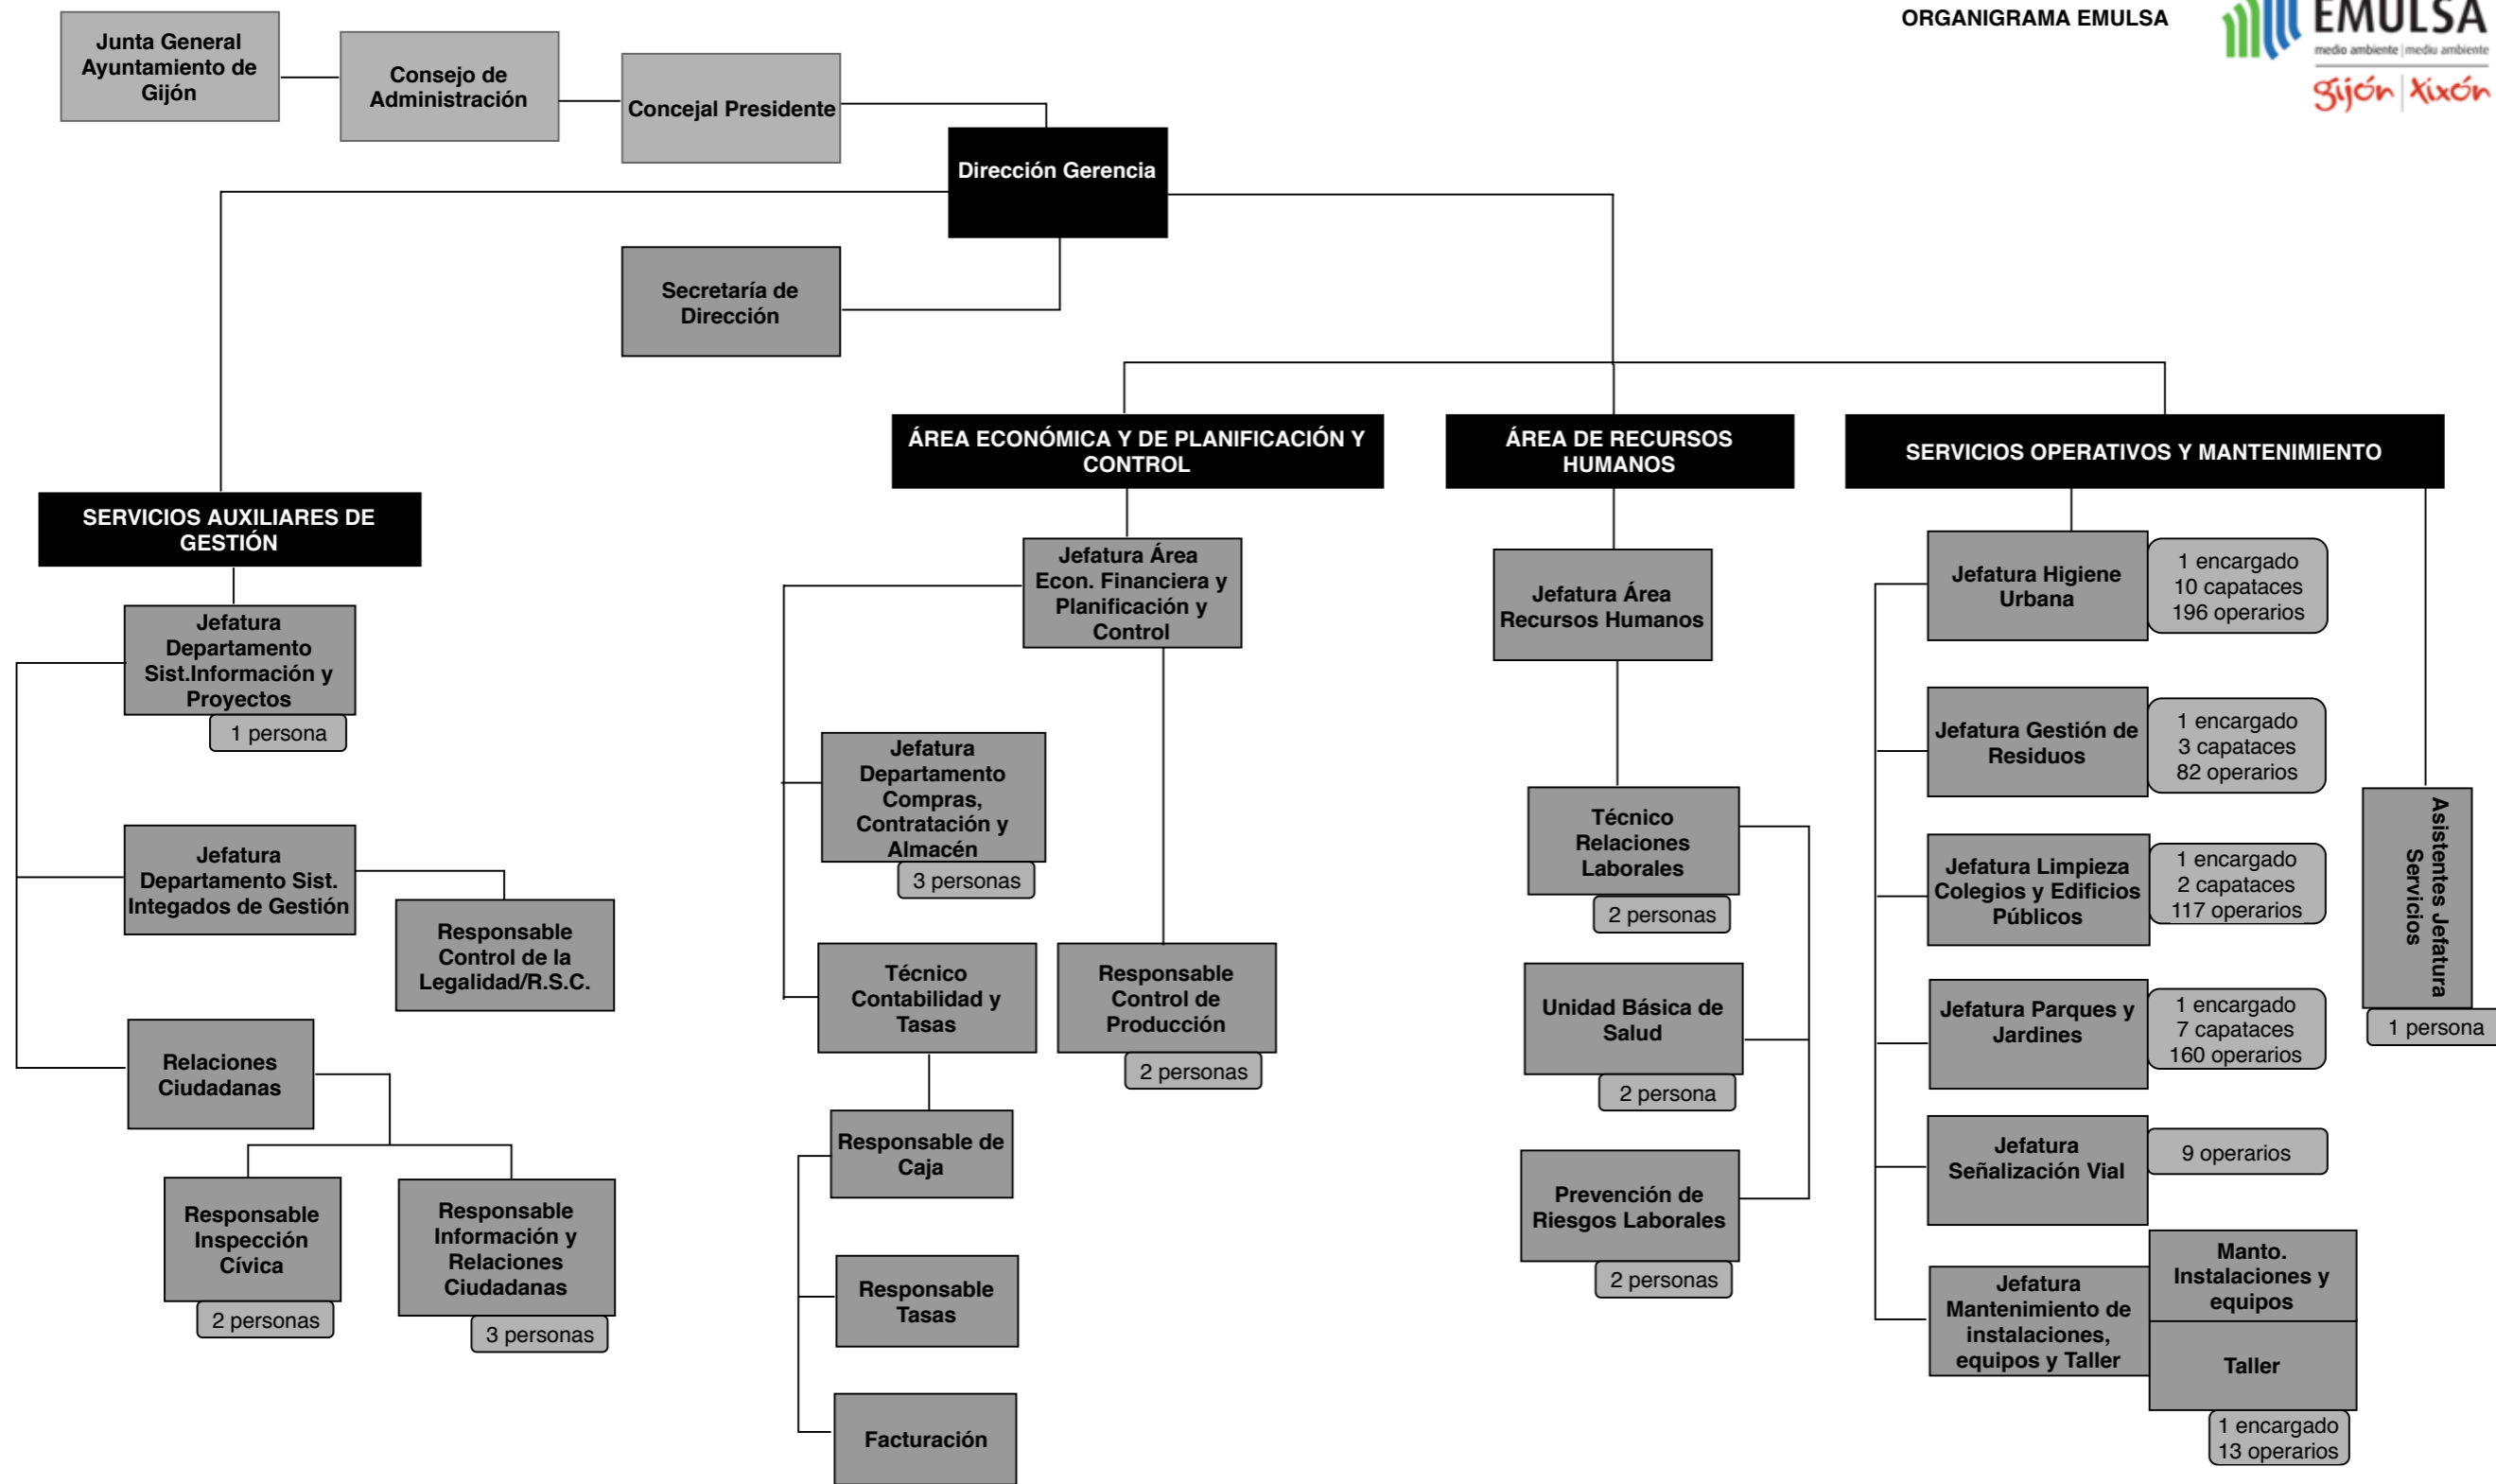 ORGANIGRAMA EMULSA
EMULSA
medio ambiente | mediu ambiente
gijón | xixón
Junta General
Ayuntamiento de
Gijón
Consejo de
Administración
Concejal Presidente
Dirección Gerencia
Secretaría de
Dirección
SERVICIOS AUXILIARES DE
GESTIÓN
Jefatura
Departamento
Sist.Información y
Proyectos
1 persona
Jefatura
Departamento Sist.
Integados de Gestión
Responsable
Control de la
Legalidad/R.S.C.
Relaciones
Ciudadanas
Responsable
Inspección
Cívica
2 personas
Responsable
Información y
Relaciones
Ciudadanas
3 personas
ÁREA ECONÓMICA Y DE PLANIFICACIÓN Y
CONTROL
Jefatura Área
Econ. Financiera y
Planificación y
Control
Jefatura
Departamento
Compras,
Contratación y
Almacén
3 personas
Técnico
Contabilidad y
Tasas
Responsable
Control de
Producción
2 personas
Responsable de
Caja
Responsable
Tasas
Facturación
ÁREA DE RECURSOS
HUMANOS
Jefatura Área
Recursos Humanos
Técnico
Relaciones
Laborales
2 personas
Unidad Básica de
Salud
2 persona
Prevención de
Riesgos Laborales
2 personas
SERVICIOS OPERATIVOS Y MANTENIMIENTO
Jefatura Higiene
Urbana
1 encargado
10 capataces
196 operarios
Jefatura Gestión de
Residuos
1 encargado
3 capataces
82 operarios
Jefatura Limpieza
Colegios y Edificios
Públicos
1 encargado
2 capataces
117 operarios
Jefatura Parques y
Jardines
1 encargado
7 capataces
160 operarios
Jefatura
Señalización Vial
9 operarios
Jefatura
Mantenimiento de
instalaciones,
equipos y Taller
Manto.
Instalaciones y
equipos
Taller
1 encargado
13 operarios
Asistentes Jefatura
Servicios
1 persona